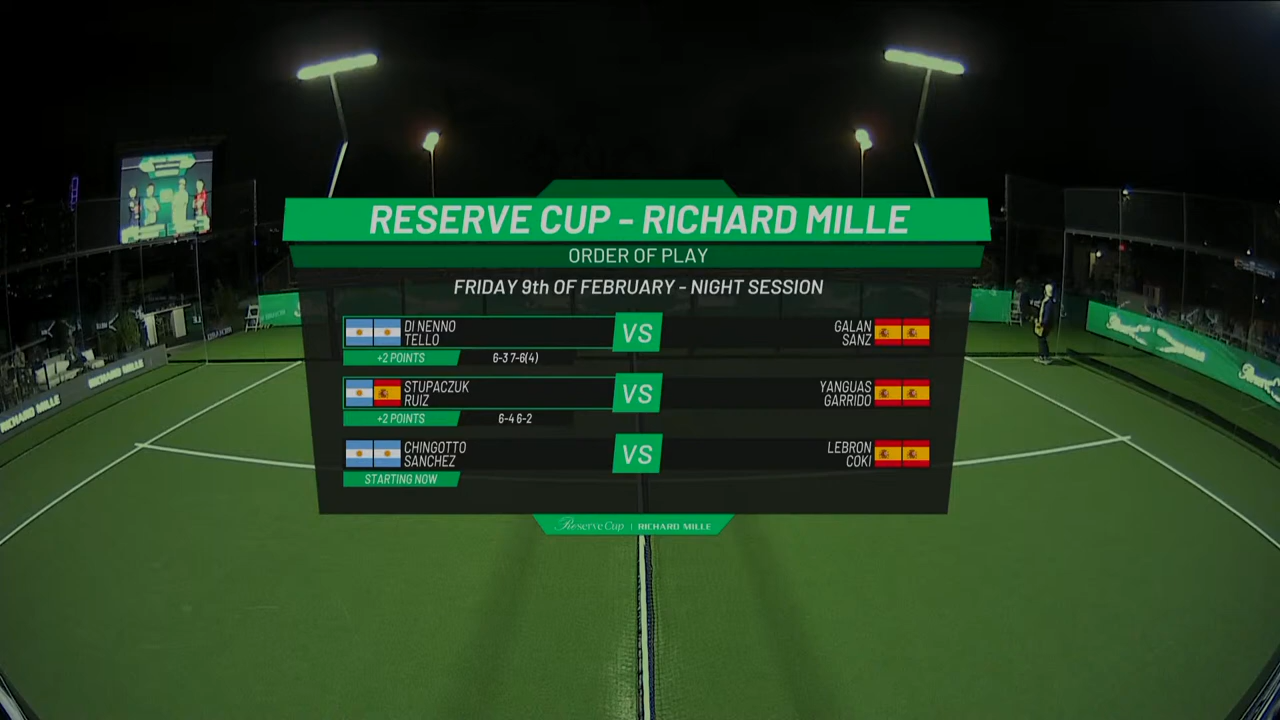 RESERVE CUP - RICHARD MILLE
ORDER OF PLAY
FRIDAY 9th OF FEBRUARY - NIGHT SESSION
DI NENNO
TELLO
VS
GALAN
SANZ
+2 POINTS 6-3 7-6(4)
STUPACZUK
RUIZ
VS
YANGUAS
GARRIDO
+2 POINTS 6-4 6-2
CHINGOTTO
SANCHEZ
VS
LEBRON
COKI
STARTING NOW
Reserve Cup | RICHARD MILLE
RICHARD MILLE